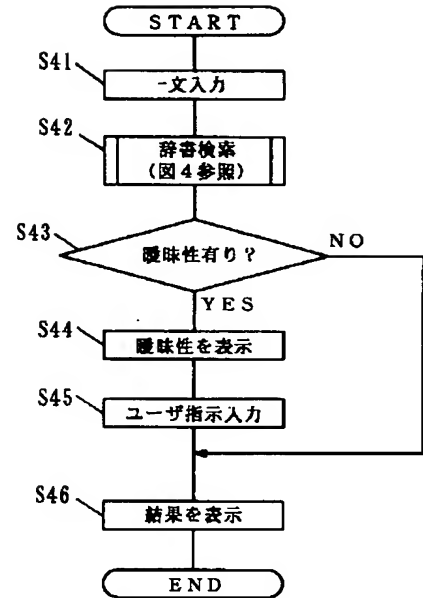 START
S41
一文入力
S42
辞書検索
(図4参照)
S43
曖昧性有り?
NO
YES
S44
曖昧性を表示
S45
ユーザ指示入力
S46
結果を表示
END